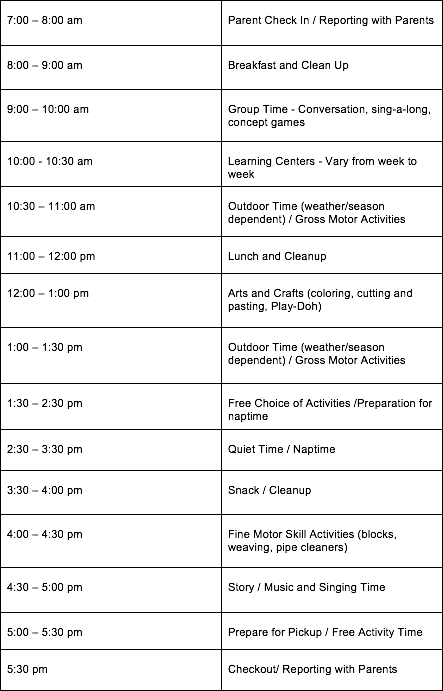 7:00 – 8:00 am
Parent Check In / Reporting with Parents
8:00 – 9:00 am
Breakfast and Clean Up
9:00 – 10:00 am
Group Time - Conversation, sing-a-long,
concept games
10:00 - 10:30 am
Learning Centers - Vary from week to
week
10:30 – 11:00 am
Outdoor Time (weather/season
dependent) / Gross Motor Activities
11:00 – 12:00 pm
Lunch and Cleanup
12:00 – 1:00 pm
Arts and Crafts (coloring, cutting and
pasting, Play-Doh)
1:00 – 1:30 pm
Outdoor Time (weather/season
dependent) / Gross Motor Activities
1:30 – 2:30 pm
Free Choice of Activities /Preparation for
naptime
2:30 – 3:30 pm
Quiet Time / Naptime
3:30 – 4:00 pm
Snack / Cleanup
4:00 – 4:30 pm
Fine Motor Skill Activities (blocks,
weaving, pipe cleaners)
4:30 – 5:00 pm
Story / Music and Singing Time
5:00 – 5:30 pm
Prepare for Pickup / Free Activity Time
5:30 pm
Checkout/ Reporting with Parents